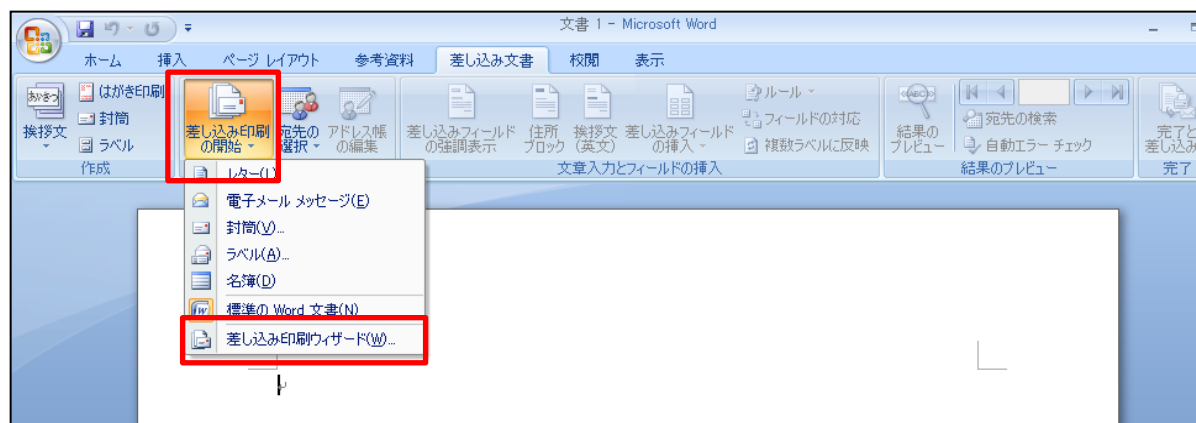 文書 1 - Microsoft Word
ホーム 挿入 ページ レイアウト 参考資料 差し込み文書 校閲 表示
あいさつ
挨拶文
はがき印刷
封筒
ラベル
作成
差し込み印刷
の開始
宛先の
選択
アドレス帳
の編集
差し込みフィールド
の強調表示
住所
ブロック
挨拶文
(英文)
差し込みフィールド
の挿入
ルール
フィールドの対応
複数ラベルに反映
文章入力とフィールドの挿入
ABC
結果の
プレビュー
宛先の検索
自動エラー チェック
結果のプレビュー
完了と
差し込み
完了
レター(L)
電子メール メッセージ(E)
封筒(V)...
ラベル(A)...
名簿(D)
標準の Word 文書(N)
差し込み印刷ウィザード(W)...